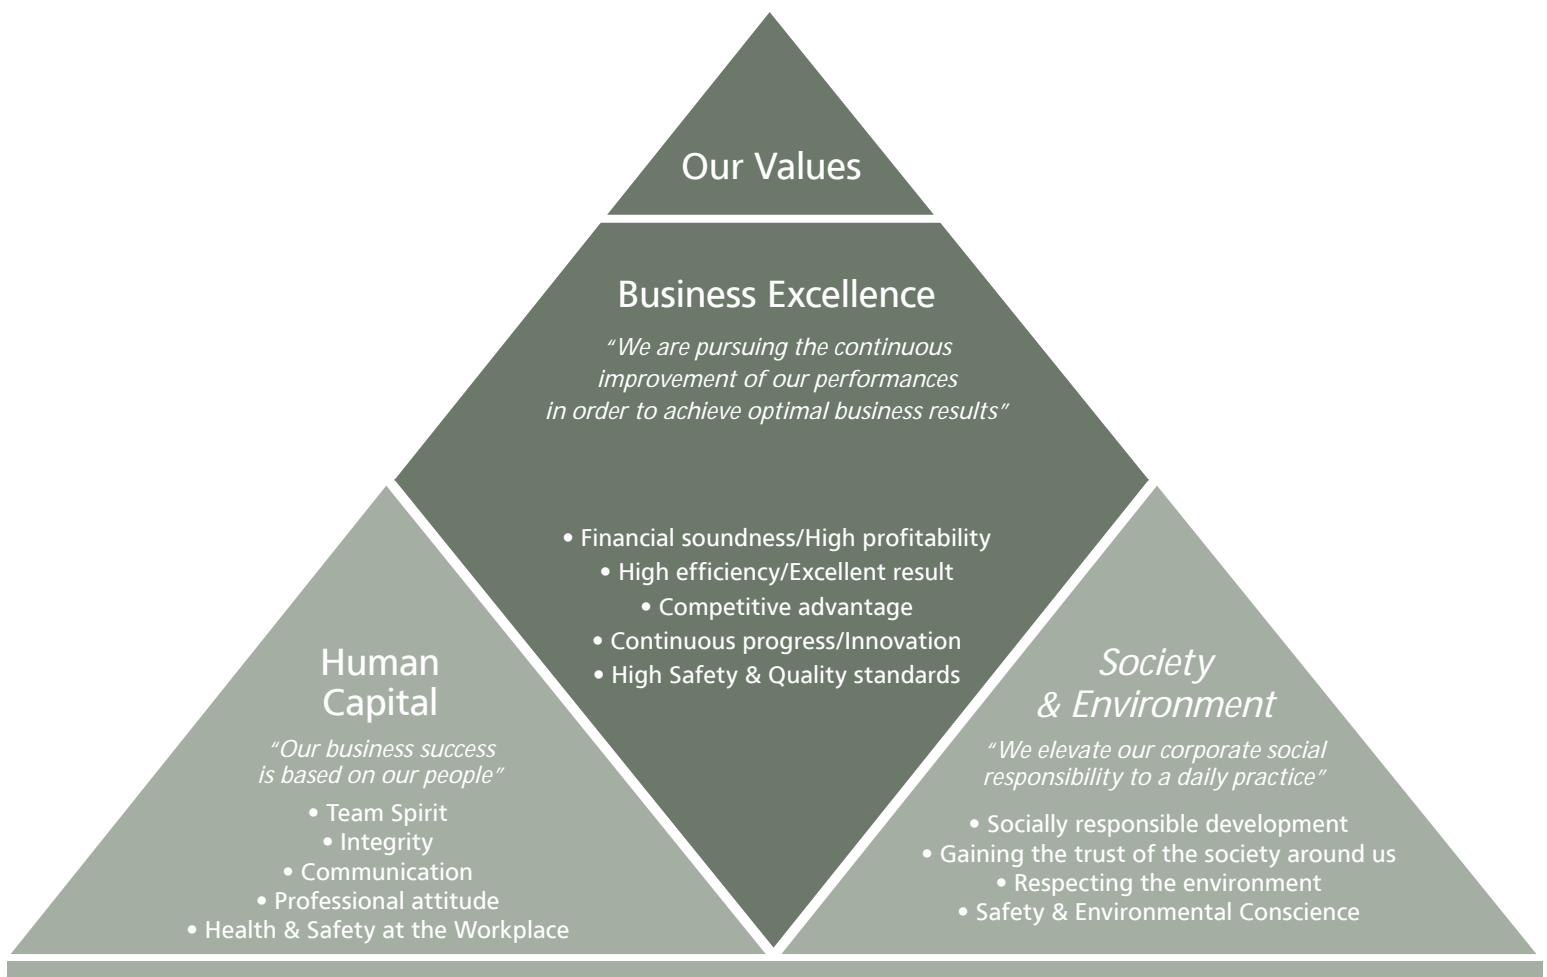 Our Values
Business Excellence
“We are pursuing the continuous
improvement of our performances
in order to achieve optimal business results”
• Financial soundness/High profitability
• High efficiency/Excellent result
• Competitive advantage
• Continuous progress/Innovation
• High Safety & Quality standards
Human
Capital
“Our business success
is based on our people”
• Team Spirit
• Integrity
• Communication
• Professional attitude
• Health & Safety at the Workplace
Society
& Environment
“We elevate our corporate social
responsibility to a daily practice”
• Socially responsible development
• Gaining the trust of the society around us
• Respecting the environment
• Safety & Environmental Conscience